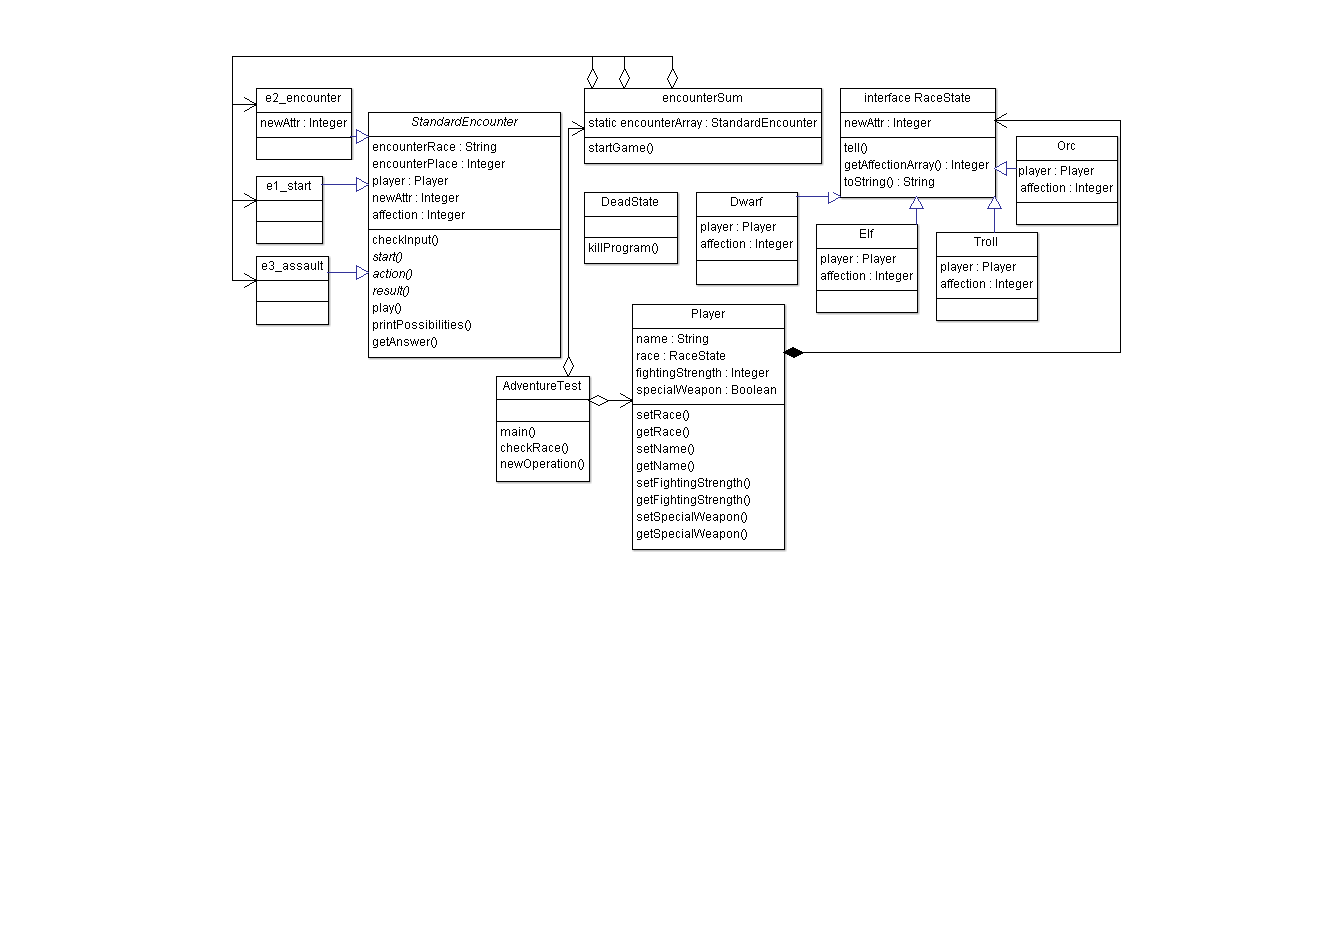 e2_encounter
newAttr : Integer
e1_start
e3_assault
StandardEncounter
encounterRace : String
encounterPlace : Integer
player : Player
newAttr : Integer
affection : Integer
checkInput()
start()
action()
result()
play()
printPossibilities()
getAnswer()
encounterSum
static encounterArray : StandardEncounter
startGame()
interface RaceState
newAttr : Integer
tell()
getAffectionArray() : Integer
toString() : String
Orc
player : Player
affection : Integer
DeadState
killProgram()
Dwarf
player : Player
affection : Integer
Elf
player : Player
affection : Integer
Troll
player : Player
affection : Integer
Player
name : String
race : RaceState
fightingStrength : Integer
specialWeapon : Boolean
setRace()
getRace()
setName()
getName()
setFightingStrength()
getFightingStrength()
setSpecialWeapon()
getSpecialWeapon()
AdventureTest
main()
checkRace()
newOperation()